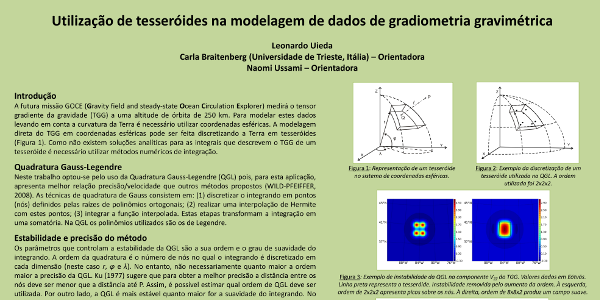 Utilização de tesseróides na modelagem de dados de gradiometria gravimétrica
Leonardo Uieda
Carla Braitenberg (Universidade de Trieste, Itália) – Orientadora
Naomi Ussami – Orientadora
Introdução
A futura missão GOCE (Gravity field and steady-state Ocean Circulation Explorer) medirá o tensor
gradiente da gravidade (TGG) a uma altitude de órbita de 250 km. Para modelar estes dados
levando em conta a curvatura da Terra é necessário utilizar coordenadas esféricas. A modelagem
direta do TGG em coordenadas esféricas pode ser feita discretizando a Terra em tesseróides
(Figura 1). Como não existem soluções analíticas para as integrais que descrevem o TGG de um
tesseróide é necessário utilizar métodos numéricos de integração.
Quadratura Gauss-Legendre
Neste trabalho optou-se pelo uso da Quadratura Gauss-Legendre (QGL) pois, para esta aplicação,
apresenta melhor relação precisão/velocidade que outros métodos propostos (WILD-PFEIFFER,
2008). As técnicas de quadratura de Gauss consistem em: (1) discretizar o integrando em pontos
(nós) definidos pelas raízes de polinômios ortogonais; (2) realizar uma interpolação de Hermite
com estes pontos; (3) integrar a função interpolada. Estas etapas transformam a integração em
uma somatória. Na QGL os polinômios utilizados são os de Legendre.
Estabilidade e precisão do método
Os parâmetros que controlam a estabilidade da QGL são a sua ordem e o grau de suavidade do
integrando. A ordem da quadratura é o número de nós no qual o integrando é discretizado em
cada dimensão (neste caso r, φ e λ). No entanto, não necessariamente quanto maior a ordem
maior a precisão da QGL. Ku (1977) sugere que para obter a melhor precisão a distância entre os
nós deve ser menor que a distância até P. Assim, é possível estimar qual ordem de QGL deve ser
utilizada. Por outro lado, a QGL é mais estável quanto maior for a suavidade do integrando. No
Figura 1: Representação de um tesseróide
no sistema de coordenadas esféricas.
Figura 2: Exemplo da discretização de um
tesseróide utilizada na QGL. A ordem
utilizada foi 2x2x2.
Figura 3: Exemplo de instabilidade da QGL na componente
do TGG. Valores dados em Eötvös.
Linha preta representa o tesseróide. Instabilidade removida pelo aumento da ordem. À esquerda,
ordem de 2x2x2 apresenta picos sobre os nós. À direita, ordem de 8x8x2 produz um campo suave.